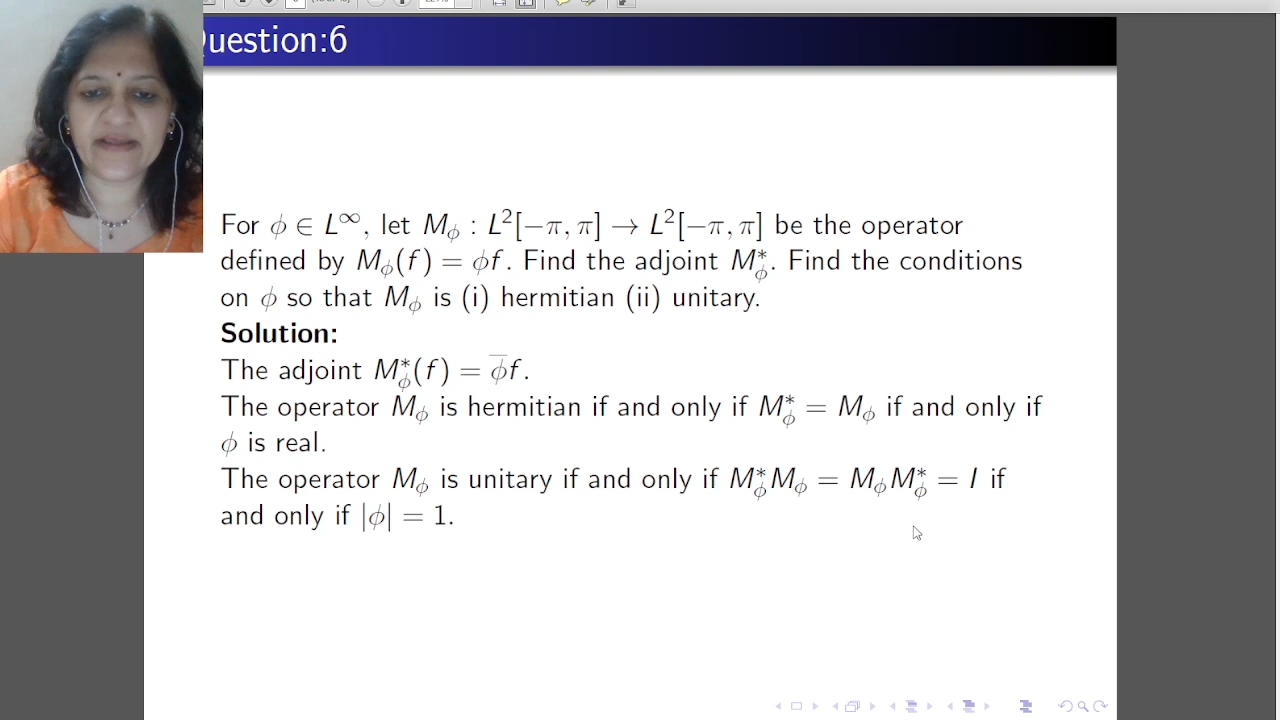 Question:6
For ϕ ∈ L^∞, let M_ϕ : L²[−π, π] → L²[−π, π] be the operator
defined by M_ϕ(f) = ϕf. Find the adjoint M*_ϕ. Find the conditions
on ϕ so that M_ϕ is (i) hermitian (ii) unitary.
Solution:
The adjoint M*_ϕ(f) = ϕ̅f.
The operator M_ϕ is hermitian if and only if M*_ϕ = M_ϕ if and only if
ϕ is real.
The operator M_ϕ is unitary if and only if M*_ϕM_ϕ = M_ϕM*_ϕ = I if
and only if |ϕ| = 1.